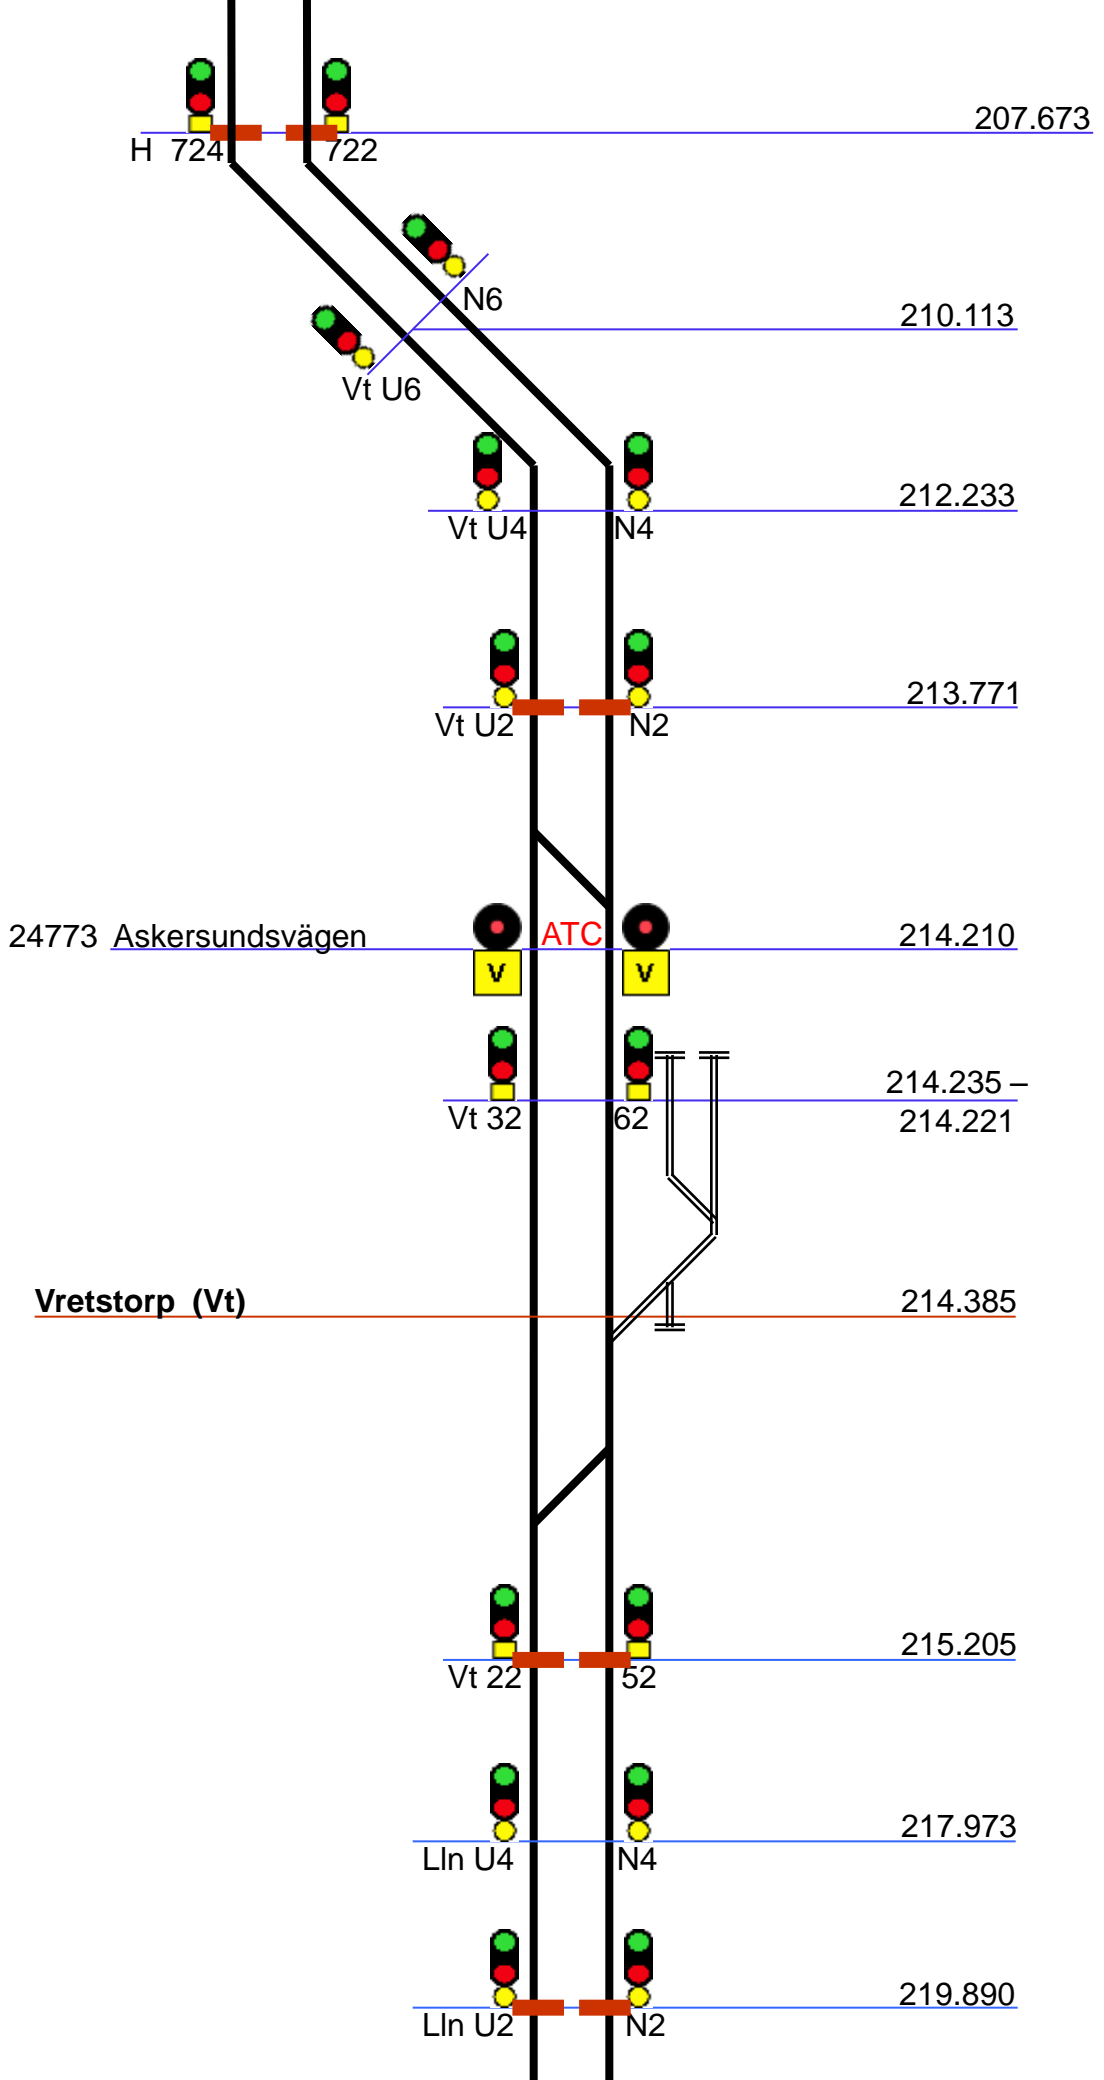 207.673
H 724 722
N6
210.113
Vt U6
212.233
Vt U4 N4
213.771
Vt U2 N2
24773 Askersundsvägen ATC 214.210
V V
214.235 –
Vt 32 62 214.221
Vretstorp (Vt) 214.385
215.205
Vt 22 52
217.973
Lln U4 N4
219.890
Lln U2 N2